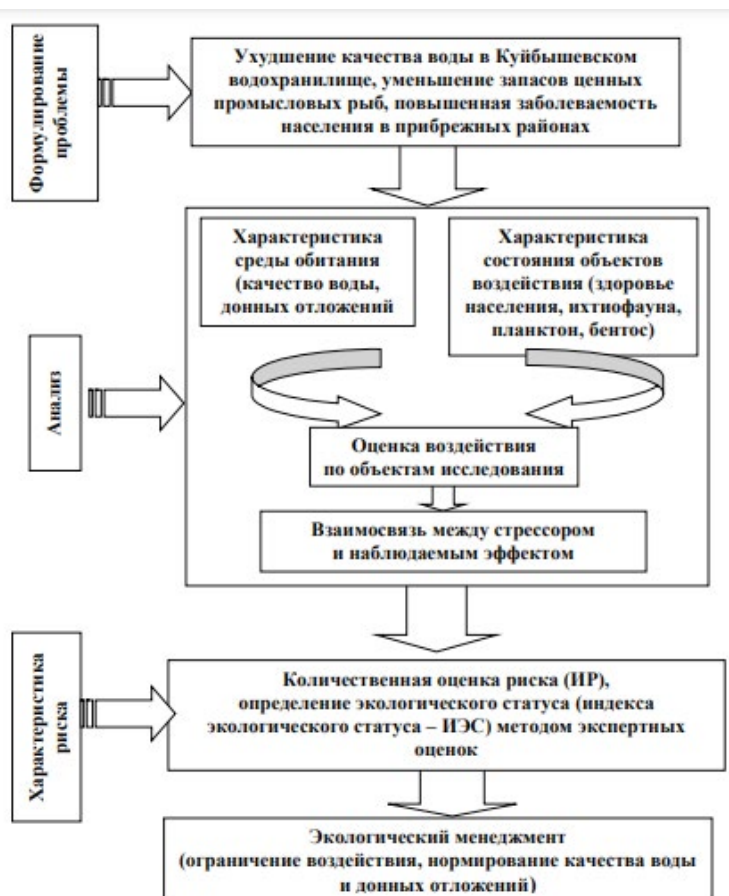 Формулирование
проблемы
Ухудшение качества воды в Куйбышевском
водохранилище, уменьшение запасов ценных
промысловых рыб, повышенная заболеваемость
населения в прибрежных районах
Анализ
Характеристика
среды обитания
(качество воды,
донных отложений
Характеристика
состояния объектов
воздействия (здоровье
населения, ихтиофауна,
планктон, бентос)
Оценка воздействия
по объектам исследования
Взаимосвязь между стрессором
и наблюдаемым эффектом
Характеристика
риска
Количественная оценка риска (ИР),
определение экологического статуса (индекса
экологического статуса – ИЭС) методом экспертных
оценок
Экологический менеджмент
(ограничение воздействия, нормирование качества воды
и донных отложений)